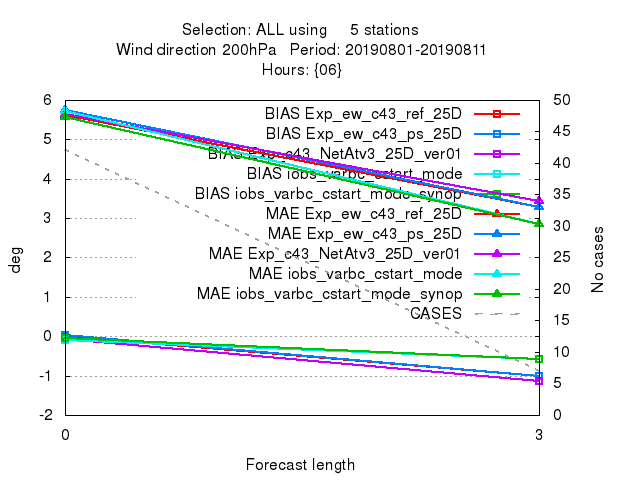 Selection: ALL using 5 stations
Wind direction 200hPa Period: 20190801-20190811
Hours: {06}
6
5
4
3
2
1
0
-1
-2
deg
50
45
40
35
30
25
20
15
10
5
0
No cases
BIAS Exp_ew_c43_ref_25D
BIAS Exp_ew_c43_ps_25D
BIAS Exp_c43_NetAtv3_25D_ver01
BIAS iobs_varbc_cstart_mode
BIAS iobs_varbc_cstart_mode_synop
MAE Exp_ew_c43_ref_25D
MAE Exp_ew_c43_ps_25D
MAE Exp_c43_NetAtv3_25D_ver01
MAE iobs_varbc_cstart_mode
MAE iobs_varbc_cstart_mode_synop
CASES
0
3
Forecast length